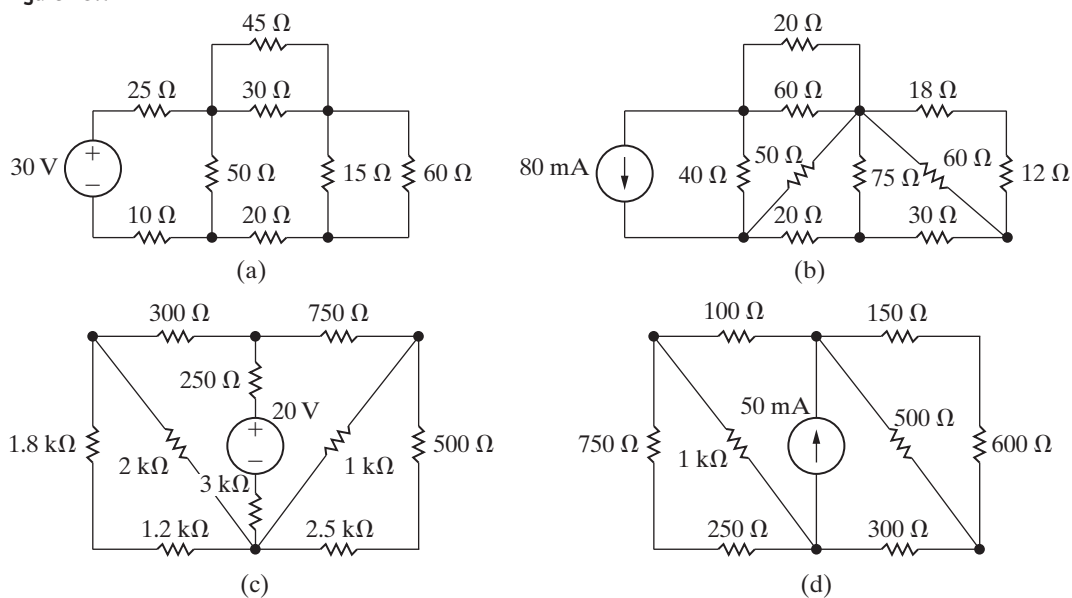 45 Ω
20 Ω
25 Ω 30 Ω
60 Ω 18 Ω
30 V + −
50 Ω 15 Ω 60 Ω
80 mA 40 Ω 50 Ω 75 Ω 60 Ω 12 Ω
10 Ω 20 Ω
20 Ω 30 Ω
(a)
(b)
300 Ω 750 Ω
100 Ω 150 Ω
250 Ω
20 V + −
1.8 kΩ 2 kΩ 3 kΩ 1 kΩ 500 Ω
50 mA
750 Ω 1 kΩ 500 Ω 600 Ω
1.2 kΩ 2.5 kΩ
250 Ω 300 Ω
(c)
(d)